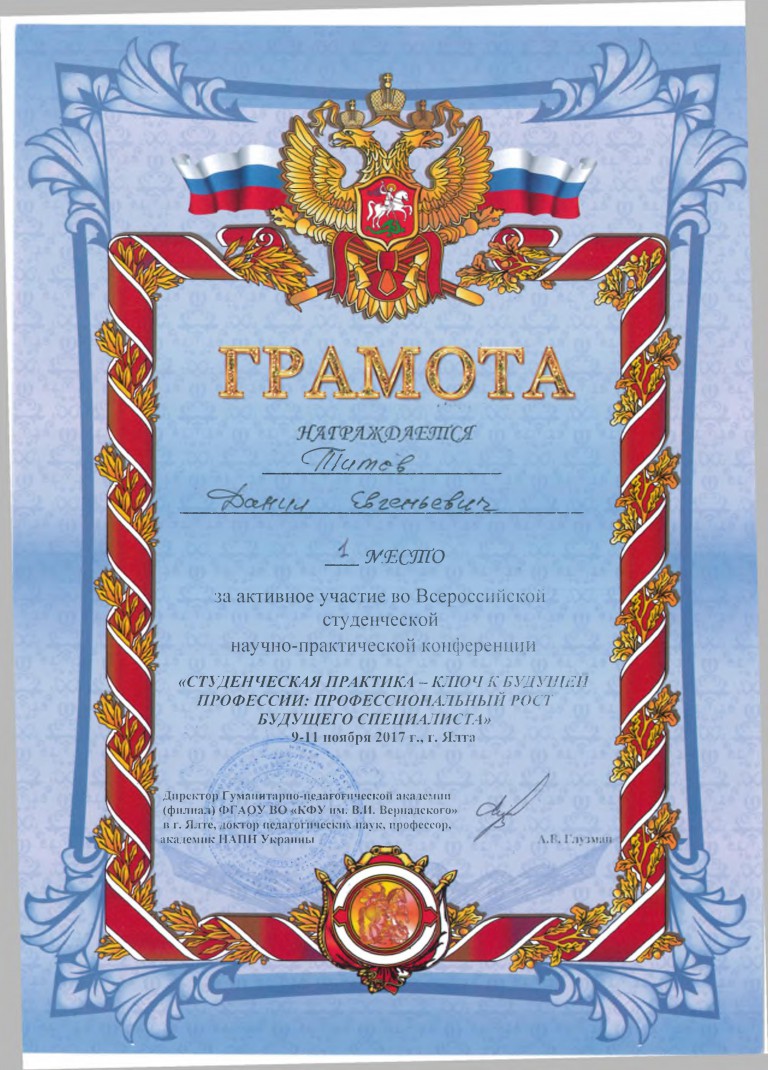 ГРАМОТА
НАГРАЖДАЕТСЯ
Титов
Данил Евгеньевич
1 МЕСТО
за активное участие во Всероссийской
студенческой
научно-практической конференции
«СТУДЕНЧЕСКАЯ ПРАКТИКА – КЛЮЧ К БУДУЩЕЙ
ПРОФЕССИИ: ПРОФЕССИОНАЛЬНЫЙ РОСТ
БУДУЩЕГО СПЕЦИАЛИСТА»
9-11 ноября 2017 г., г. Ялта
Директор Гуманитарно-педагогической академии
(филиал) ФГАОУ ВО «КФУ им. В.И. Вернадского»
в г. Ялте, доктор педагогических наук, профессор,
академик НАПН Украины
А.В. Глузман